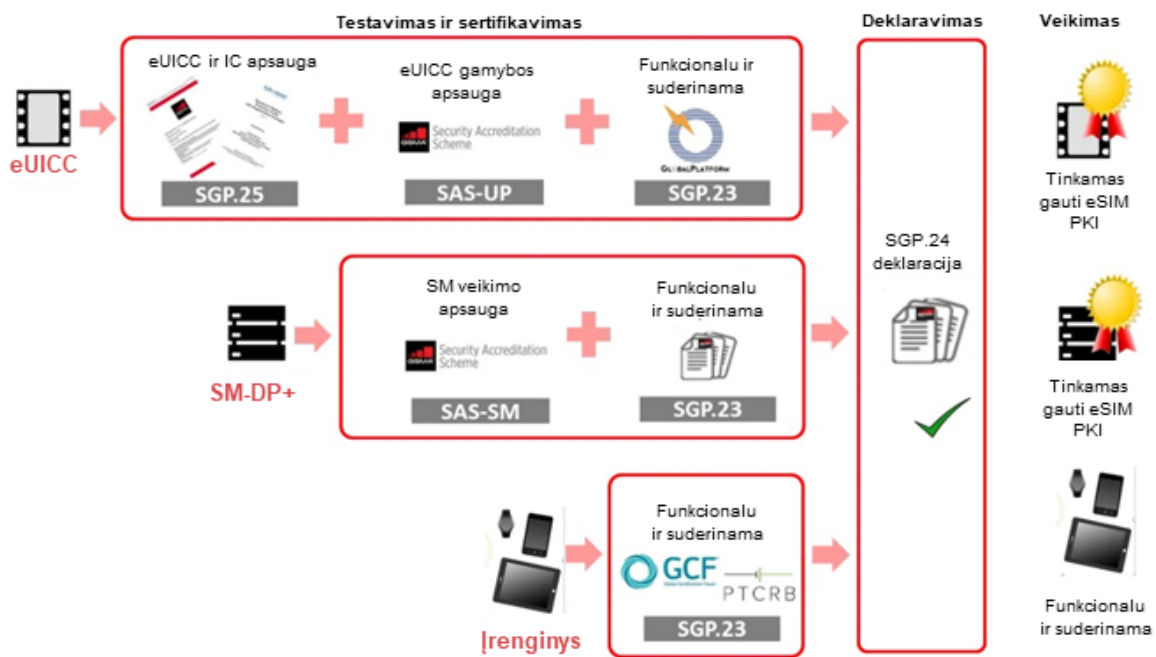 Testavimas ir sertifikavimas
Deklaravimas
Veikimas
eUICC
eUICC ir IC apsauga
SGP.25
eUICC gamybos
apsauga
GSMA
Security Accreditation
Scheme
SAS-UP
Funkcionalu ir
suderinama
GLOBALPLATFORM
SGP.23
Tinkamas
gauti eSIM
PKI
SM-DP+
SM veikimo
apsauga
GSMA
Security Accreditation
Scheme
SAS-SM
Funkcionalu
ir suderinama
SGP.23
SGP.24
deklaracija
Tinkamas
gauti eSIM
PKI
Įrenginys
Funkcionalu
ir suderinama
GCF
PTCRB
SGP.23
Funkcionalu
ir suderinama